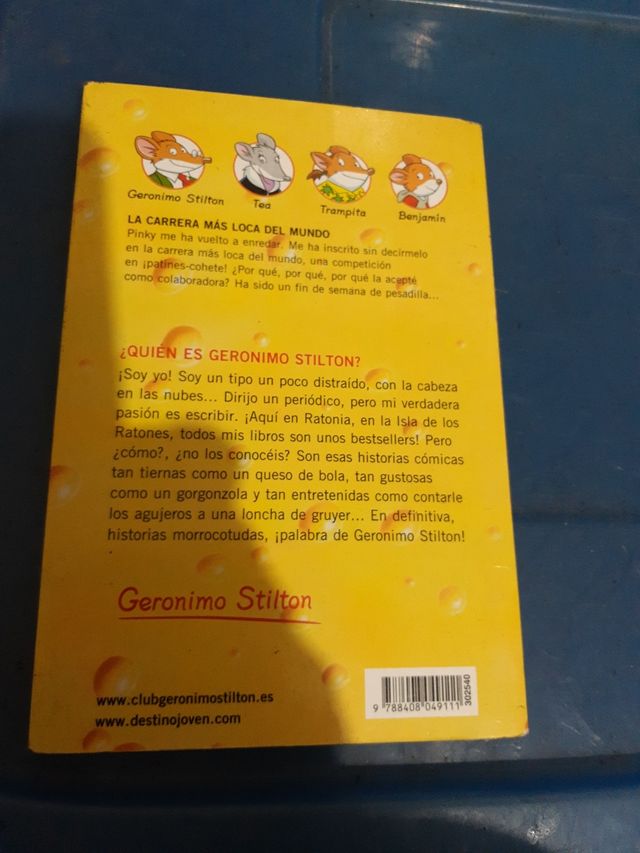 Geronimo Stilton
Tea
Trampita
Benjamín
LA CARRERA MÁS LOCA DEL MUNDO
Pinky me ha vuelto a enredar. Me ha inscrito sin decírmelo
en la carrera más loca del mundo, una competición
en ¡patines-cohete! ¿Por qué, por qué, por qué la acepté
como colaboradora? Ha sido un fin de semana de pesadilla...
¿QUIÉN ES GERONIMO STILTON?
¡Soy yo! Soy un tipo un poco distraído, con la cabeza
en las nubes... Dirijo un periódico, pero mi verdadera
pasión es escribir. ¡Aquí en Ratonia, en la Isla de los
Ratones, todos mis libros son unos bestsellers! Pero
¿cómo?, ¿no los conocéis? Son esas historias cómicas
tan tiernas como un queso de bola, tan gustosas
como un gorgonzola y tan entretenidas como contarle
los agujeros a una loncha de gruyer... En definitiva,
historias morrocotudas, ¡palabra de Geronimo Stilton!
Geronimo Stilton
www.clubgeronimostilton.es
www.destinojoven.com
9 788408 049111
302540